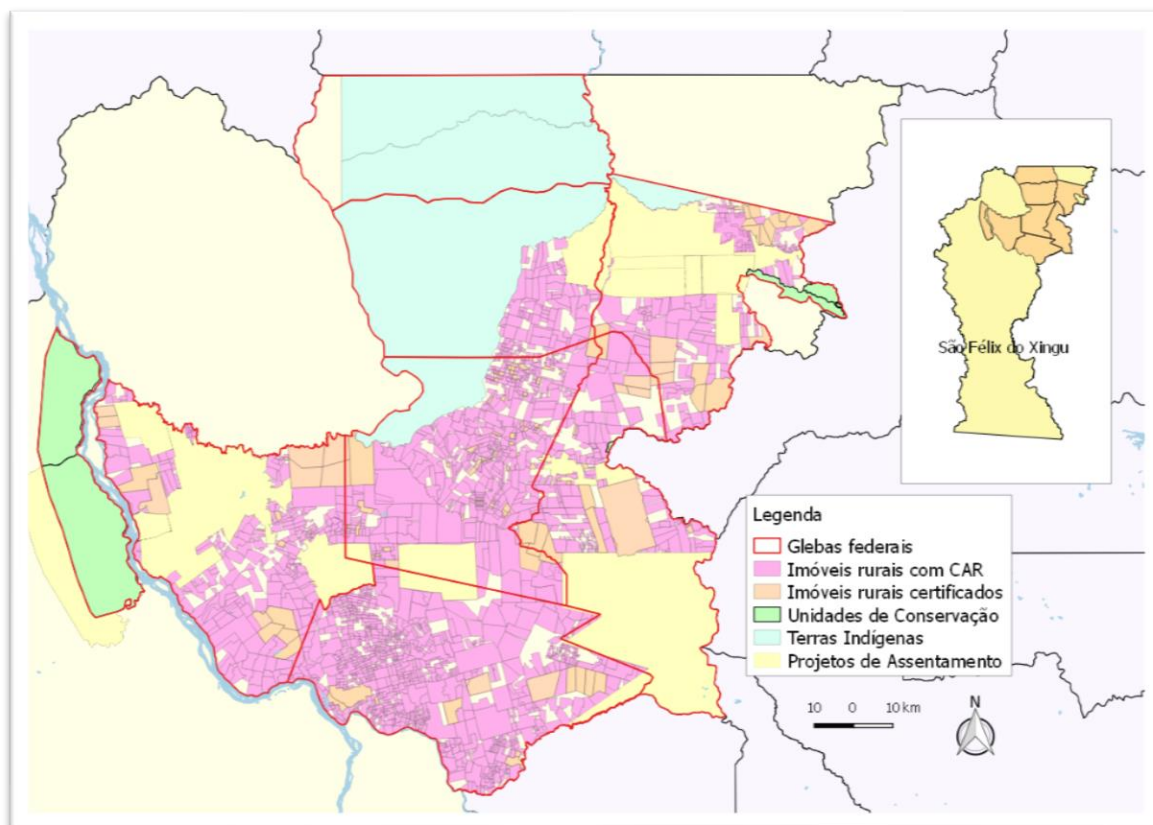 São Félix do Xingu
Legenda
Glebas federais
Imóveis rurais com CAR
Imóveis rurais certificados
Unidades de Conservação
Terras Indígenas
Projetos de Assentamento
10 0 10 km
N